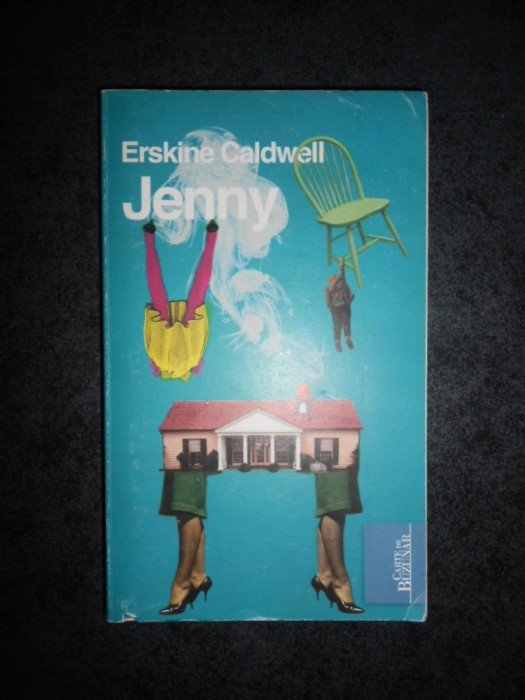 Erskine Caldwell
Jenny
CARTE DE
BUZUNAR